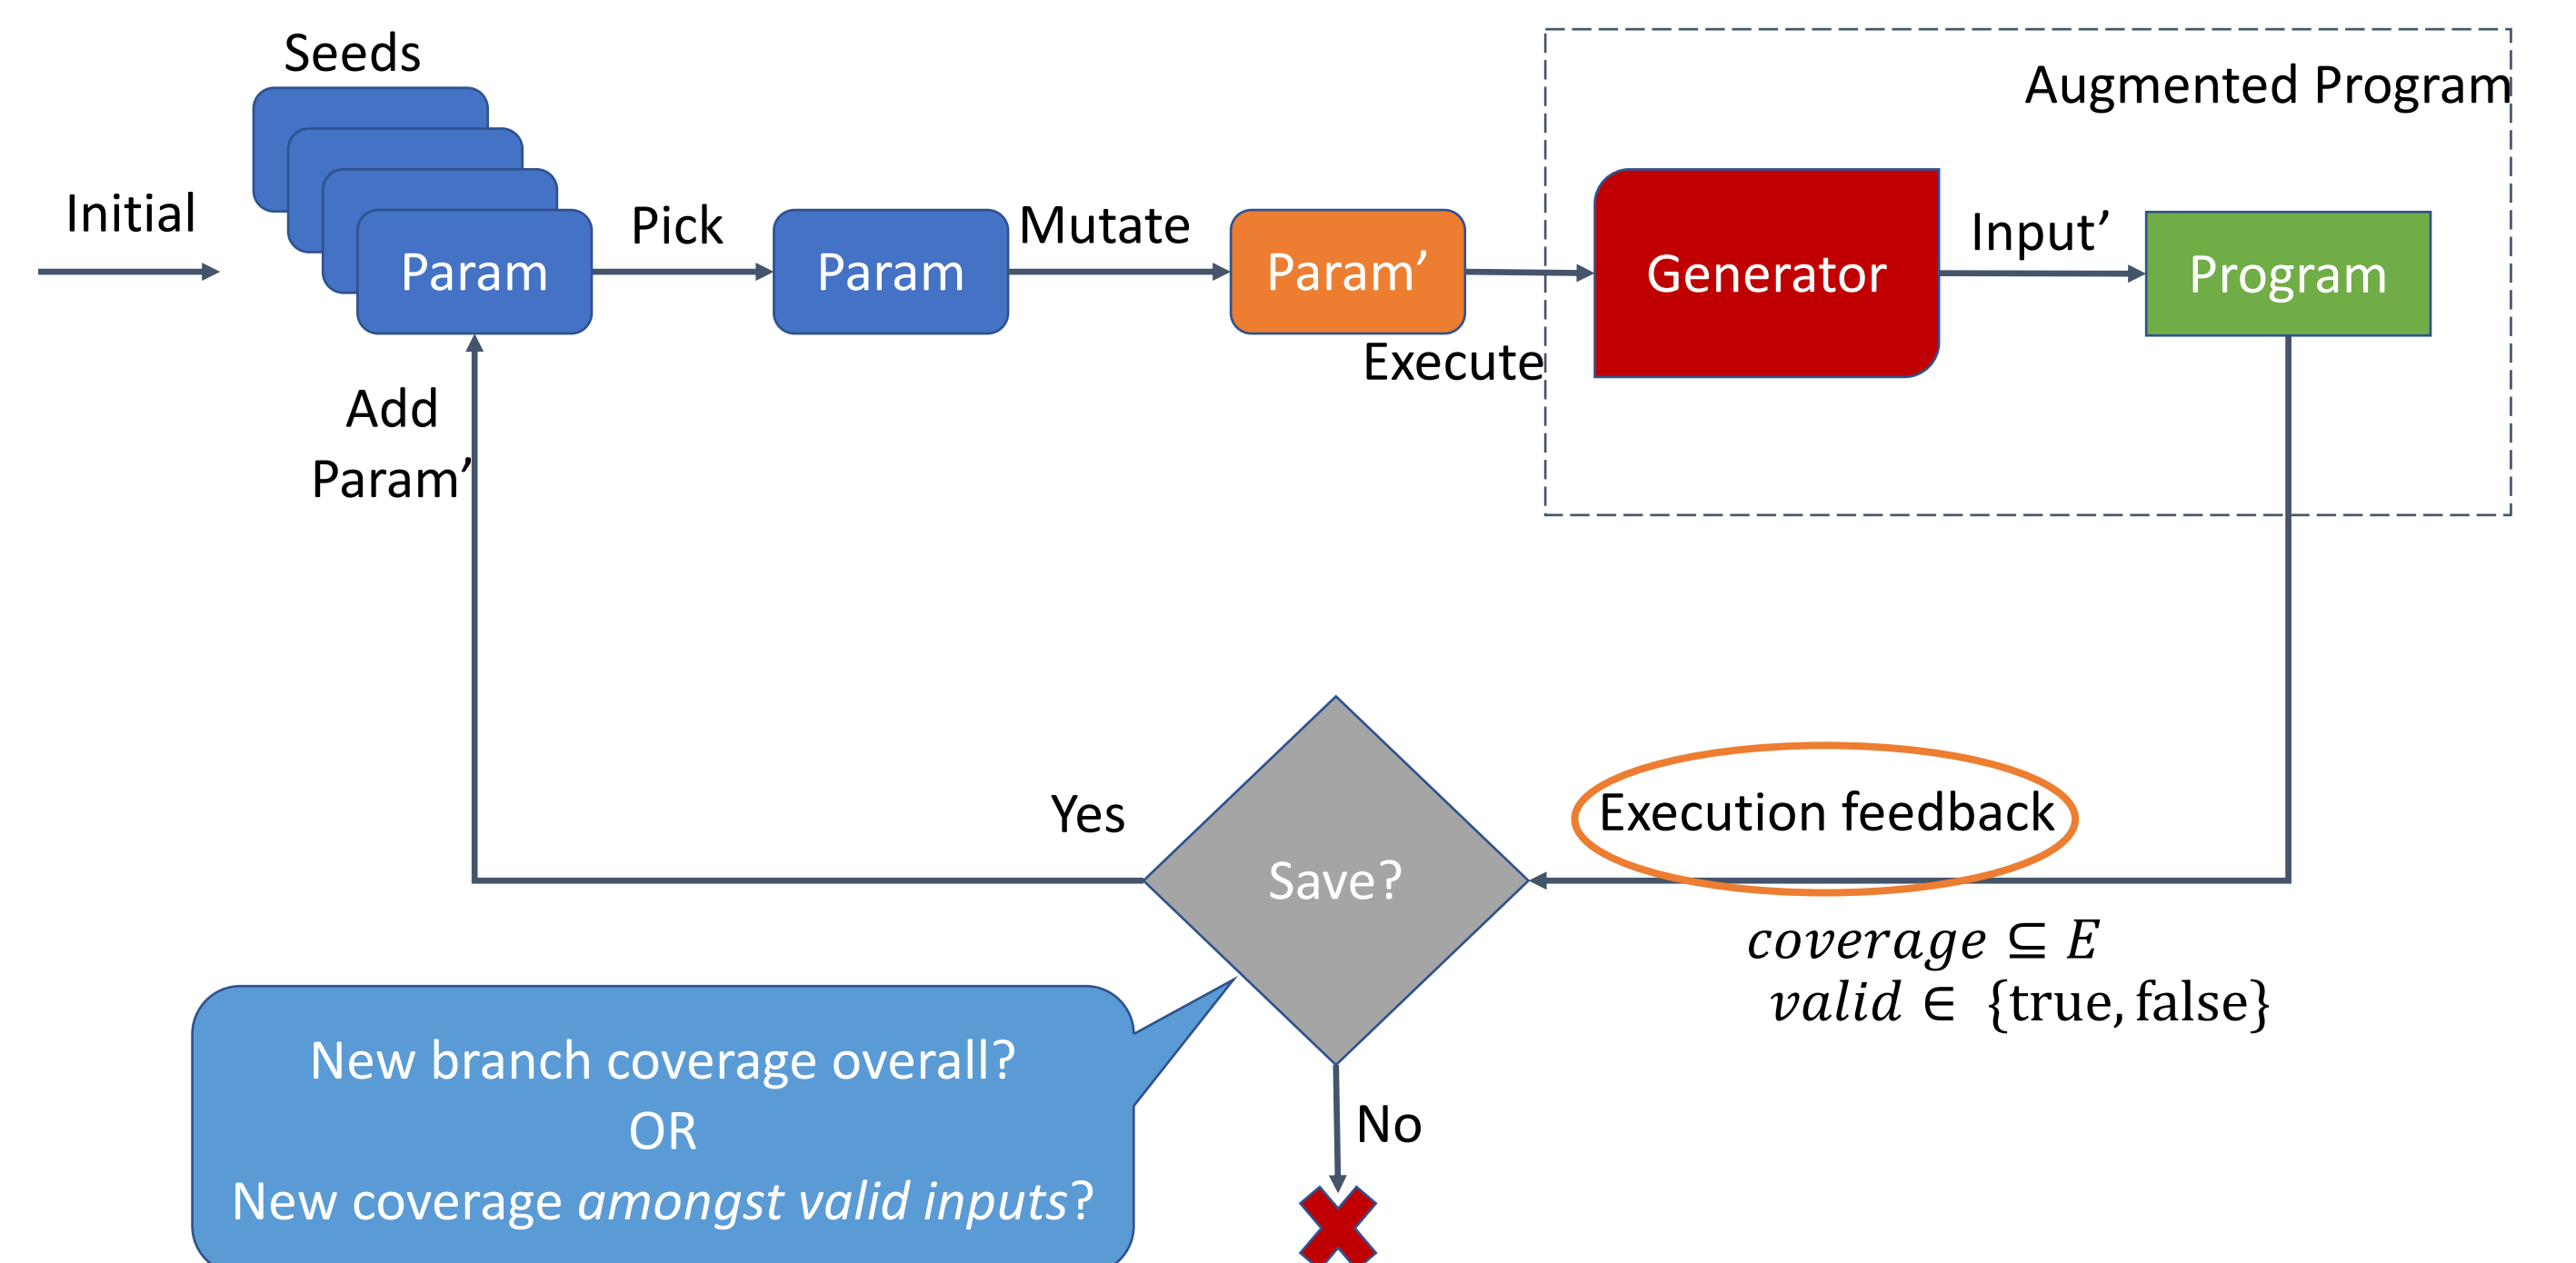 Seeds
Augmented Program
Initial
Param
Pick
Param
Mutate
Param’
Execute
Generator
Input’
Program
Add
Param’
Yes
Save?
Execution feedback
coverage ⊆ E
valid ∈ {true, false}
No
New branch coverage overall?
OR
New coverage amongst valid inputs?